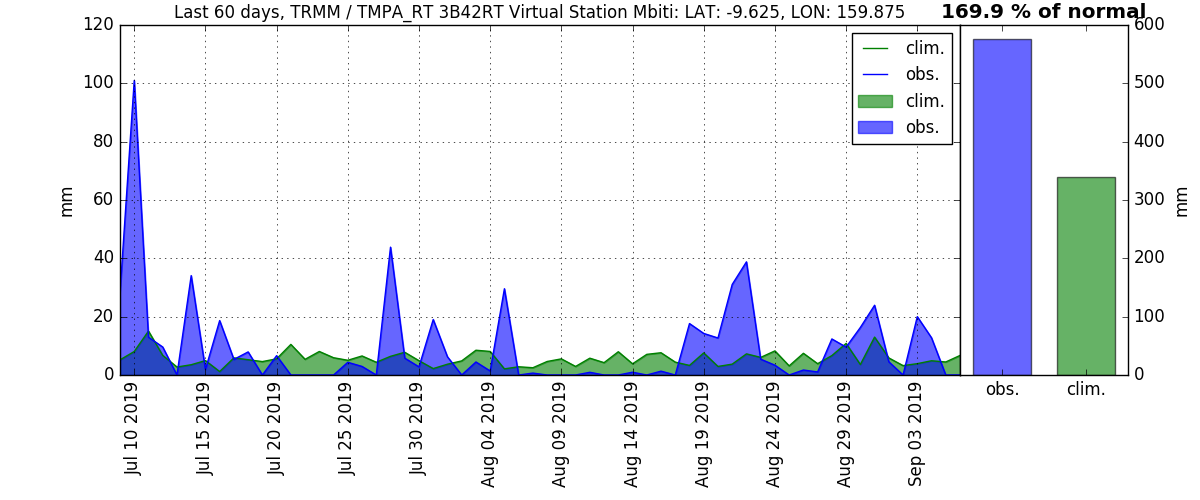 Last 60 days, TRMM / TMPA_RT 3B42RT Virtual Station Mbiti: LAT: -9.625, LON: 159.875
169.9 % of normal
120
100
80
60
40
20
0
mm
clim.
obs.
clim.
obs.
600
500
400
300
200
100
0
mm
Jul 10 2019
Jul 15 2019
Jul 20 2019
Jul 25 2019
Jul 30 2019
Aug 04 2019
Aug 09 2019
Aug 14 2019
Aug 19 2019
Aug 24 2019
Aug 29 2019
Sep 03 2019
obs.
clim.